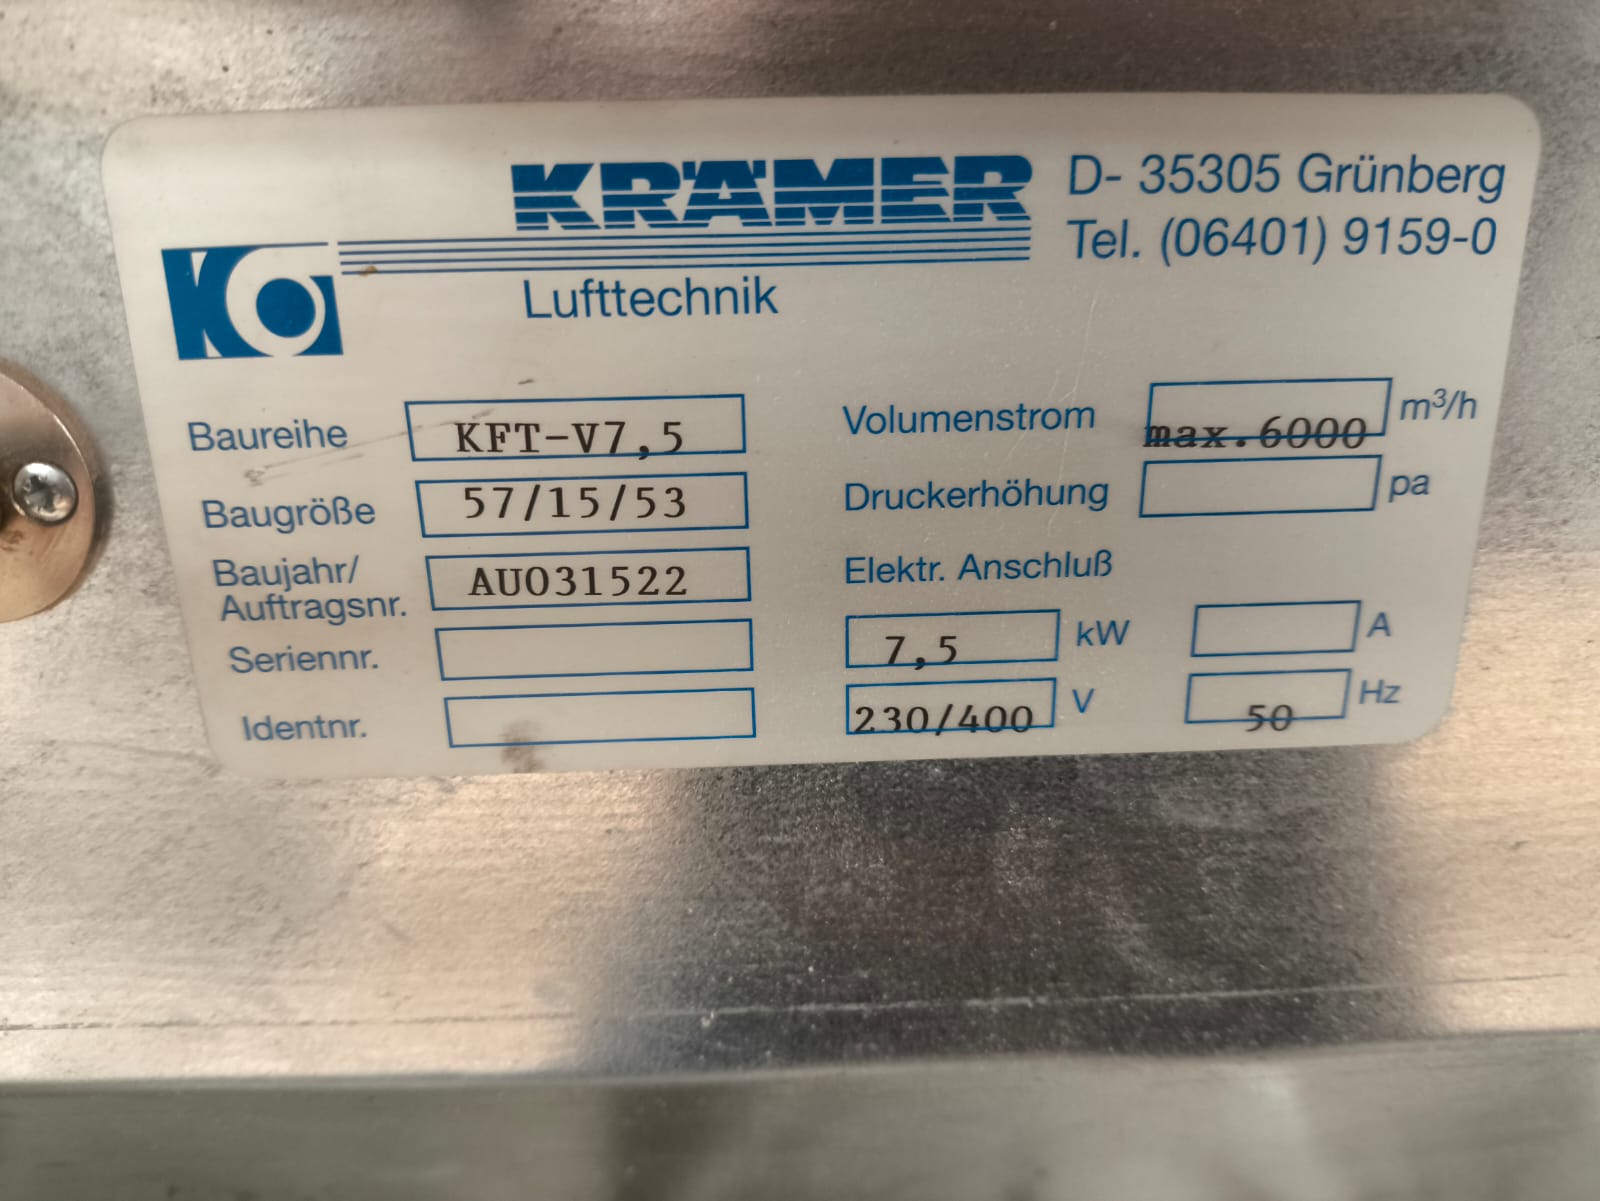 KRÄMER
D- 35305 Grünberg
Tel. (06401) 9159-0
Lufttechnik
Baureihe KFT-V7,5
Baugröße 57/15/53
Baujahr/
Auftragsnr. AU031522
Seriennr.
Identnr.
Volumenstrom max.6000 m³/h
Druckerhöhung pa
Elektr. Anschluß
7,5 kW A
230/400 V 50 Hz